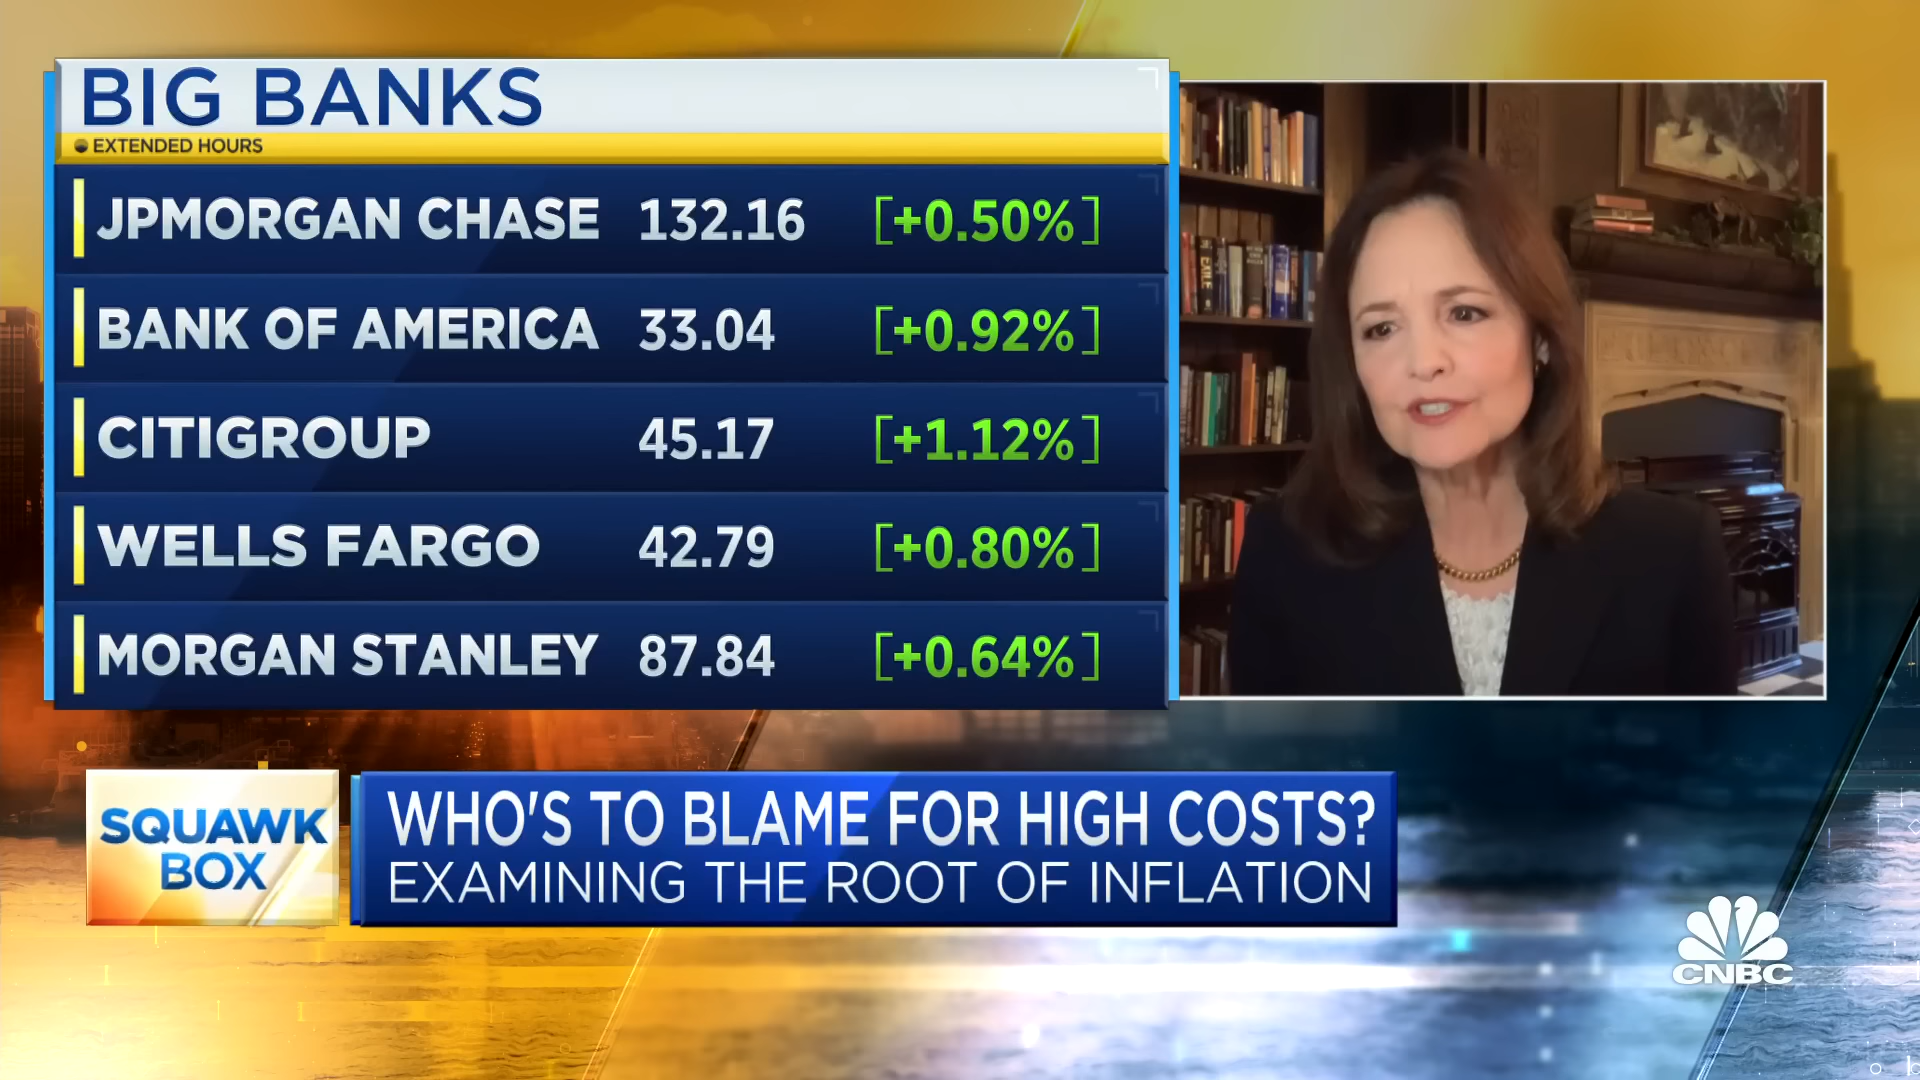 BIG BANKS
EXTENDED HOURS
JPMORGAN CHASE 132.16 [+0.50%]
BANK OF AMERICA 33.04 [+0.92%]
CITIGROUP 45.17 [+1.12%]
WELLS FARGO 42.79 [+0.80%]
MORGAN STANLEY 87.84 [+0.64%]
SQUAWK
BOX
WHO'S TO BLAME FOR HIGH COSTS?
EXAMINING THE ROOT OF INFLATION
CNBC